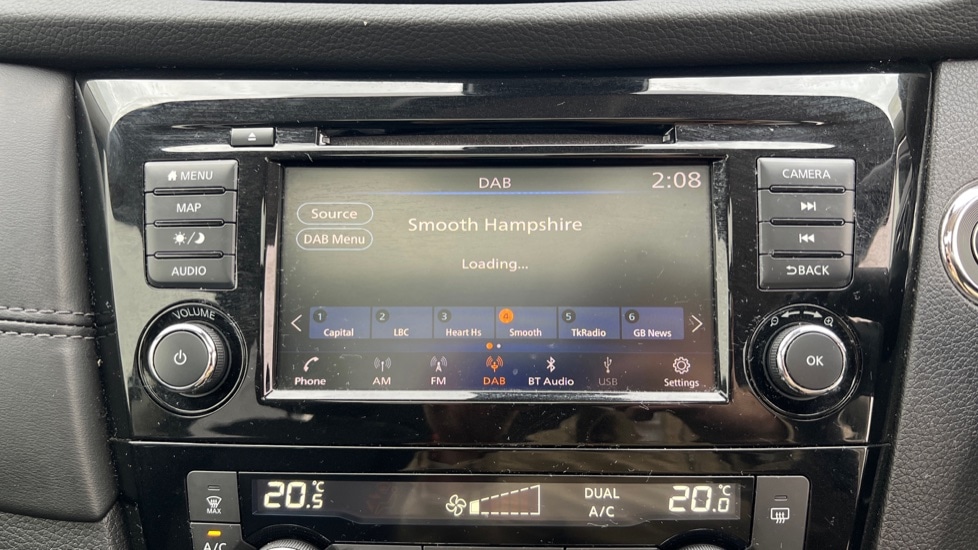 MENU
MAP
AUDIO
VOLUME
DAB 2:08
Source
DAB Menu
Smooth Hampshire
Loading...
1 2 3 4 5 6
Capital LBC Heart Hs Smooth TkRadio GB News
Phone AM FM DAB BT Audio USB Settings
CAMERA
BACK
OK
MAX
A/C
20.5°C
DUAL
A/C
20.0°C